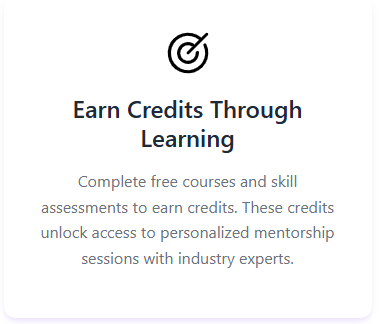 Earn Credits Through
Learning
Complete free courses and skill
assessments to earn credits. These credits
unlock access to personalized mentorship
sessions with industry experts.